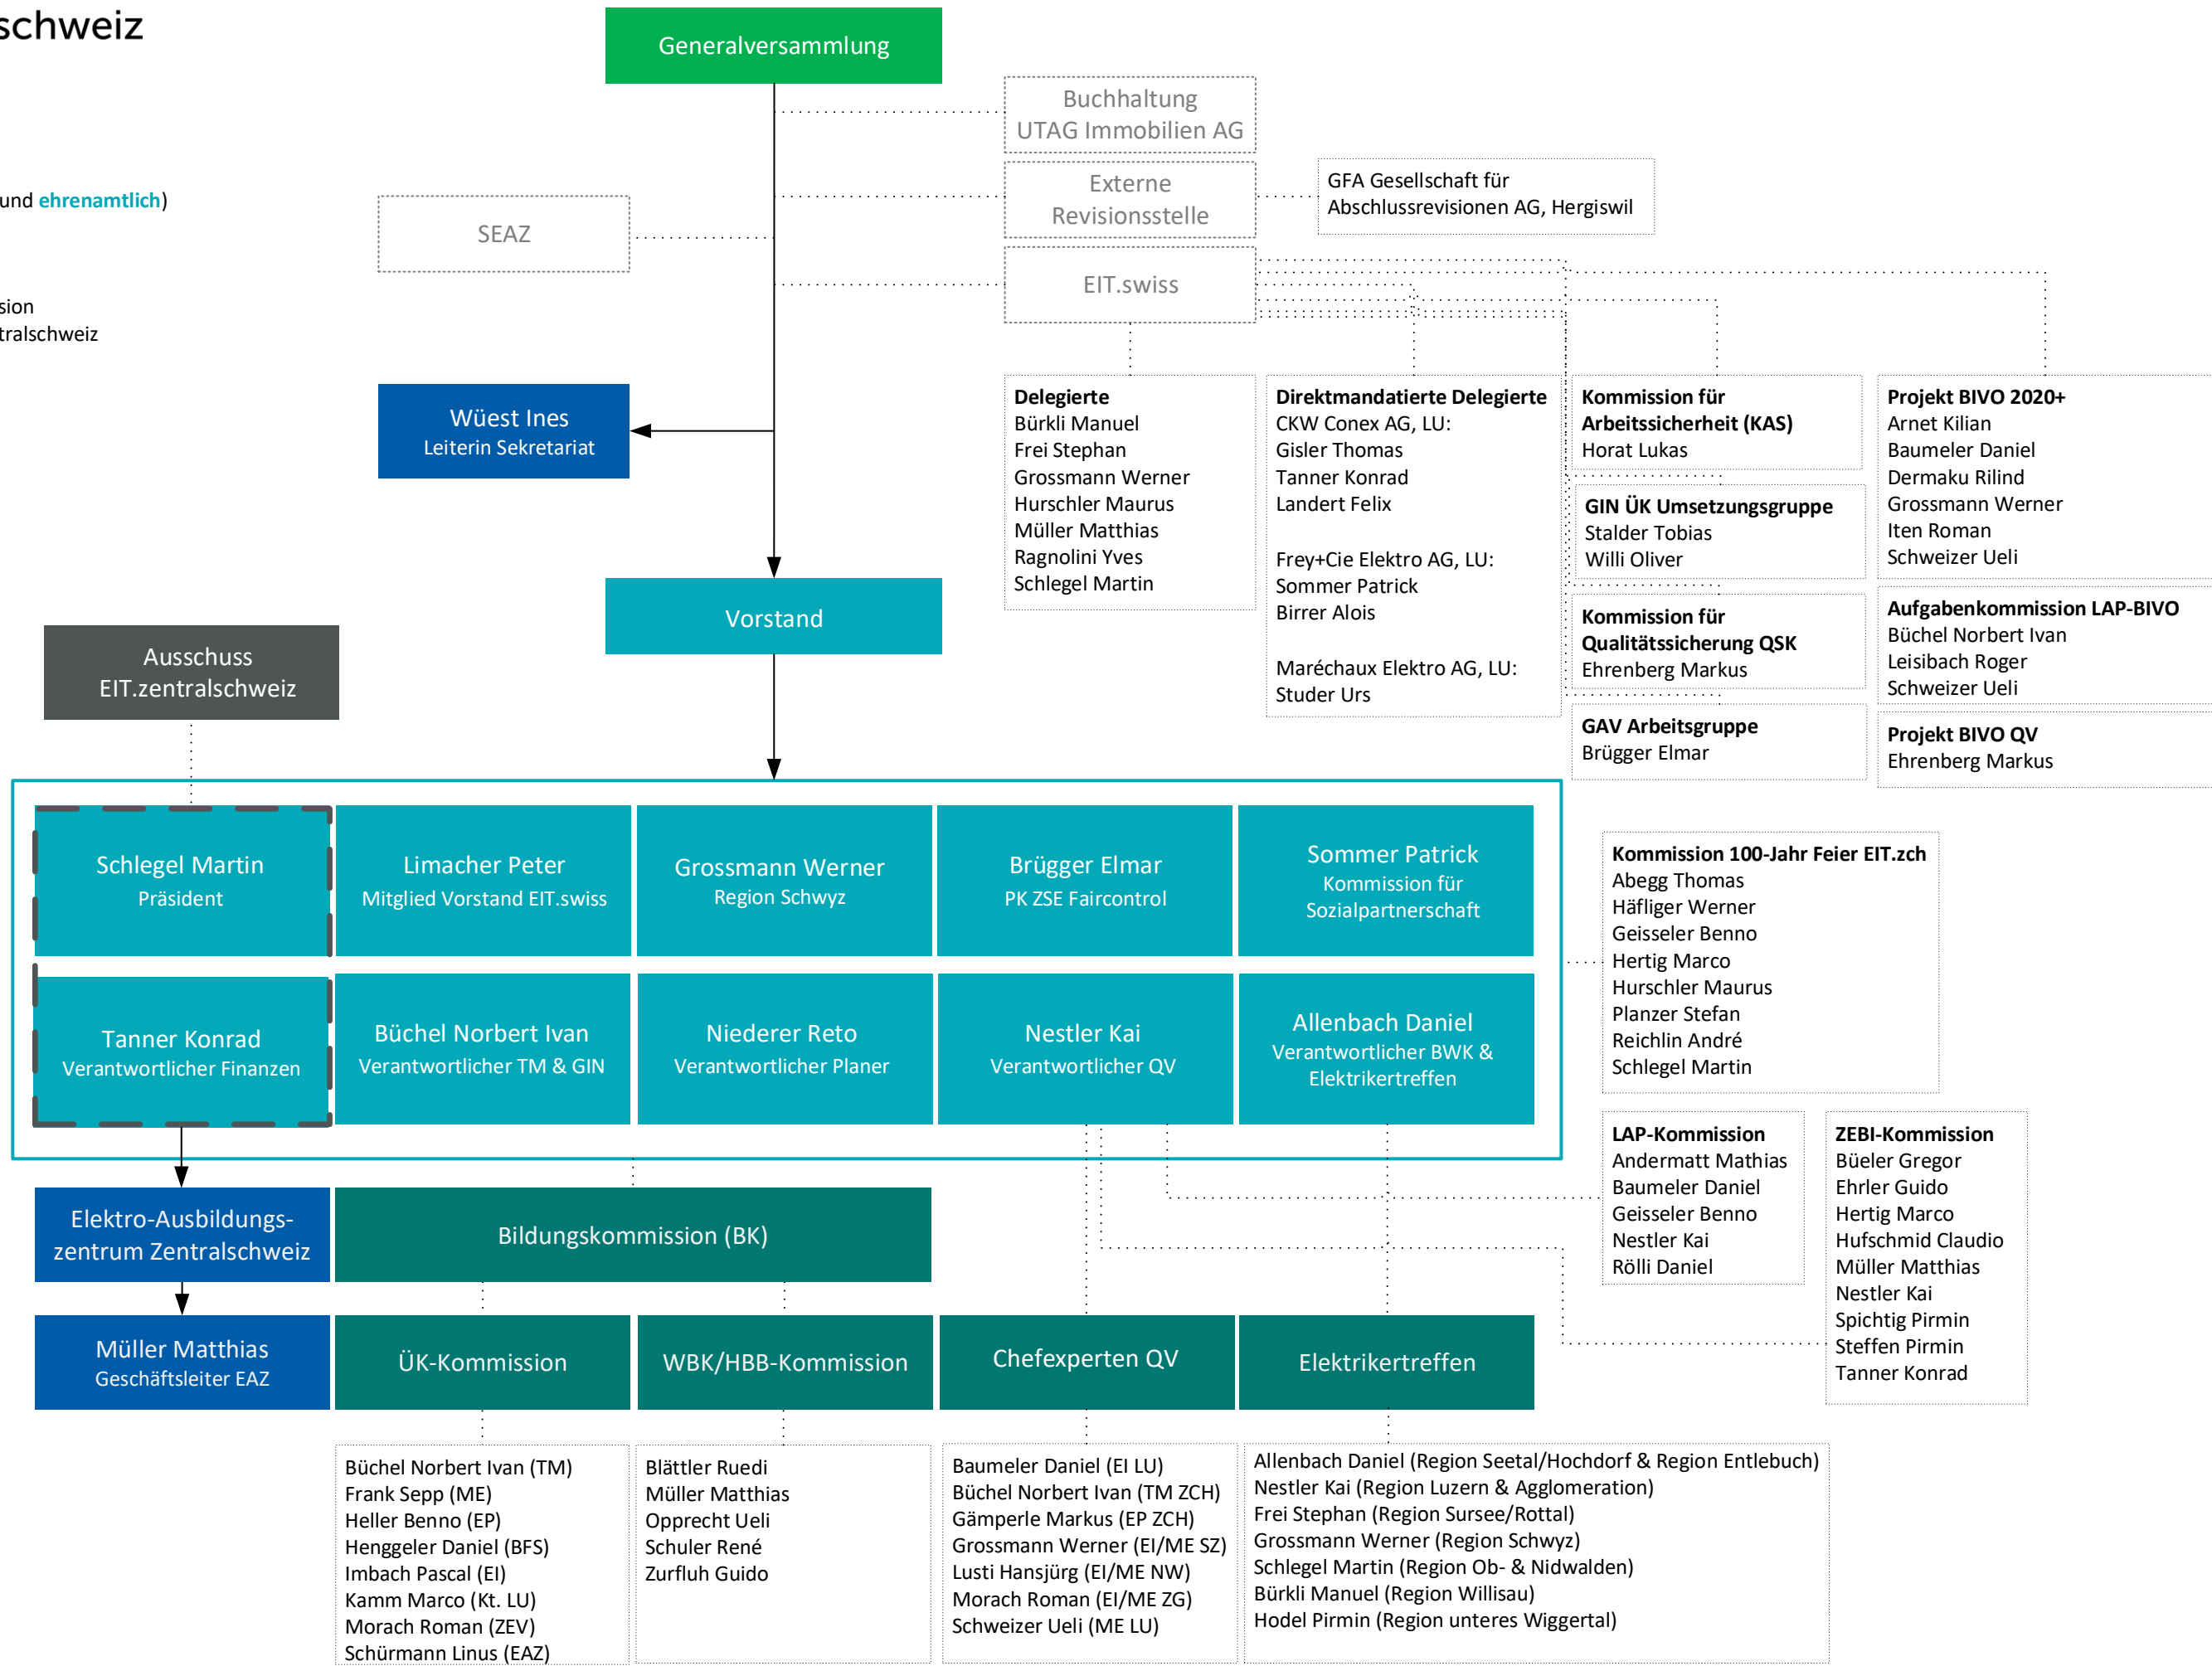 schweiz
und ehrenamtlich)
sion
tralschweiz
Generalversammlung
Buchhaltung
UTAG Immobilien AG
Externe
Revisionsstelle
GFA Gesellschaft für
Abschlussrevisionen AG, Hergiswil
SEAZ
EIT.swiss
Wüest Ines
Leiterin Sekretariat
Delegierte
Bürkli Manuel
Frei Stephan
Grossmann Werner
Hurschler Maurus
Müller Matthias
Ragnolini Yves
Schlegel Martin
Direktmandatierte Delegierte
CKW Conex AG, LU:
Gisler Thomas
Tanner Konrad
Landert Felix
Frey+Cie Elektro AG, LU:
Sommer Patrick
Birrer Alois
Maréchaux Elektro AG, LU:
Studer Urs
Kommission für
Arbeitssicherheit (KAS)
Horat Lukas
GIN ÜK Umsetzungsgruppe
Stalder Tobias
Willi Oliver
Kommission für
Qualitätssicherung QSK
Ehrenberg Markus
GAV Arbeitsgruppe
Brügger Elmar
Projekt BIVO 2020+
Arnet Kilian
Baumeler Daniel
Dermaku Rilind
Grossmann Werner
Iten Roman
Schweizer Ueli
Aufgabenkommission LAP-BIVO
Büchel Norbert Ivan
Leisibach Roger
Schweizer Ueli
Projekt BIVO QV
Ehrenberg Markus
Vorstand
Ausschuss
EIT.zentralschweiz
Schlegel Martin
Präsident
Limacher Peter
Mitglied Vorstand EIT.swiss
Grossmann Werner
Region Schwyz
Brügger Elmar
PK ZSE Faircontrol
Sommer Patrick
Kommission für
Sozialpartnerschaft
Tanner Konrad
Verantwortlicher Finanzen
Büchel Norbert Ivan
Verantwortlicher TM & GIN
Niederer Reto
Verantwortlicher Planer
Nestler Kai
Verantwortlicher QV
Allenbach Daniel
Verantwortlicher BWK &
Elektrikertreffen
Kommission 100-Jahr Feier EIT.zch
Abegg Thomas
Häfliger Werner
Geisseler Benno
Hertig Marco
Hurschler Maurus
Planzer Stefan
Reichlin André
Schlegel Martin
LAP-Kommission
Andermatt Mathias
Baumeler Daniel
Geisseler Benno
Nestler Kai
Rölli Daniel
ZEBI-Kommission
Büeler Gregor
Ehrler Guido
Hertig Marco
Hufschmid Claudio
Müller Matthias
Nestler Kai
Spichtig Pirmin
Steffen Pirmin
Tanner Konrad
Elektro-Ausbildungs-
zentrum Zentralschweiz
Bildungskommission (BK)
Müller Matthias
Geschäftsleiter EAZ
ÜK-Kommission
WBK/HBB-Kommission
Chefexperten QV
Elektrikertreffen
Büchel Norbert Ivan (TM)
Frank Sepp (ME)
Heller Benno (EP)
Henggeler Daniel (BFS)
Imbach Pascal (EI)
Kamm Marco (Kt. LU)
Morach Roman (ZEV)
Schürmann Linus (EAZ)
Blättler Ruedi
Müller Matthias
Opprecht Ueli
Schuler René
Zurfluh Guido
Baumeler Daniel (EI LU)
Büchel Norbert Ivan (TM ZCH)
Gämperle Markus (EP ZCH)
Grossmann Werner (EI/ME SZ)
Lusti Hansjürg (EI/ME NW)
Morach Roman (EI/ME ZG)
Schweizer Ueli (ME LU)
Allenbach Daniel (Region Seetal/Hochdorf & Region Entlebuch)
Nestler Kai (Region Luzern & Agglomeration)
Frei Stephan (Region Sursee/Rottal)
Grossmann Werner (Region Schwyz)
Schlegel Martin (Region Ob- & Nidwalden)
Bürkli Manuel (Region Willisau)
Hodel Pirmin (Region unteres Wiggertal)